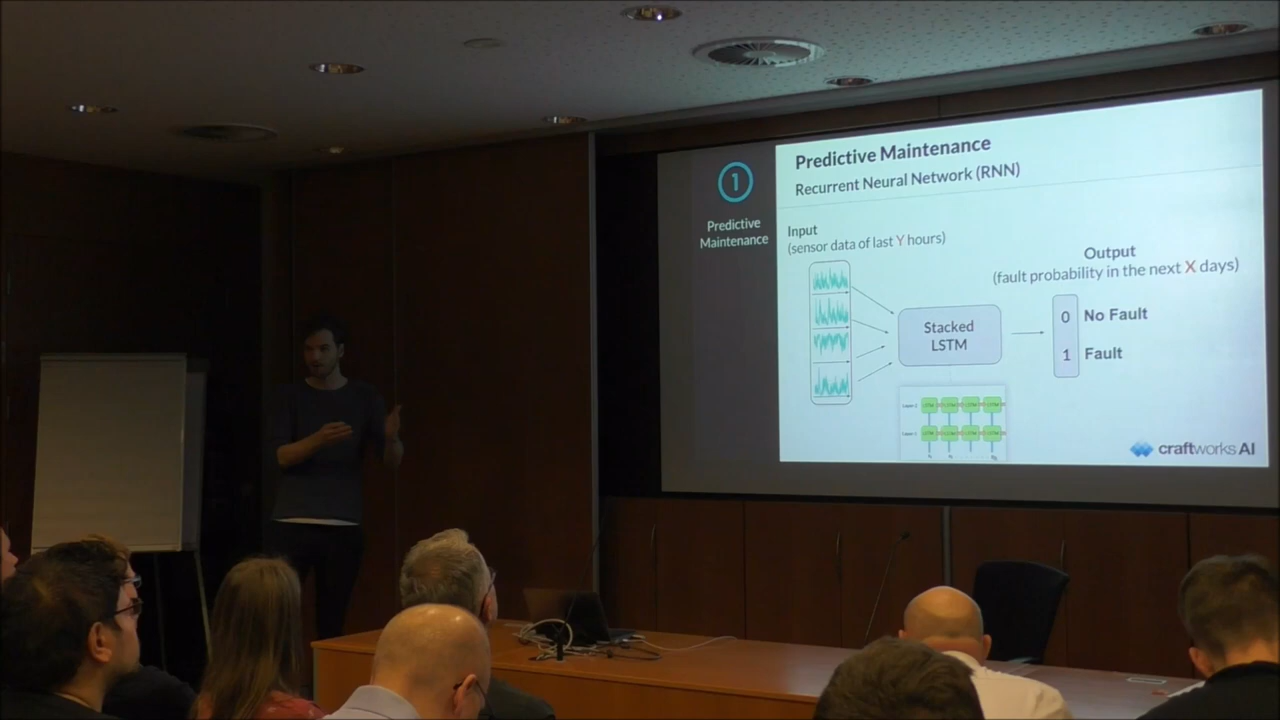 1
Predictive
Maintenance
Predictive Maintenance
Recurrent Neural Network (RNN)
Input
(sensor data of last Y hours)
Output
(fault probability in the next X days)
Stacked
LSTM
0 No Fault
1 Fault
craftworks AI